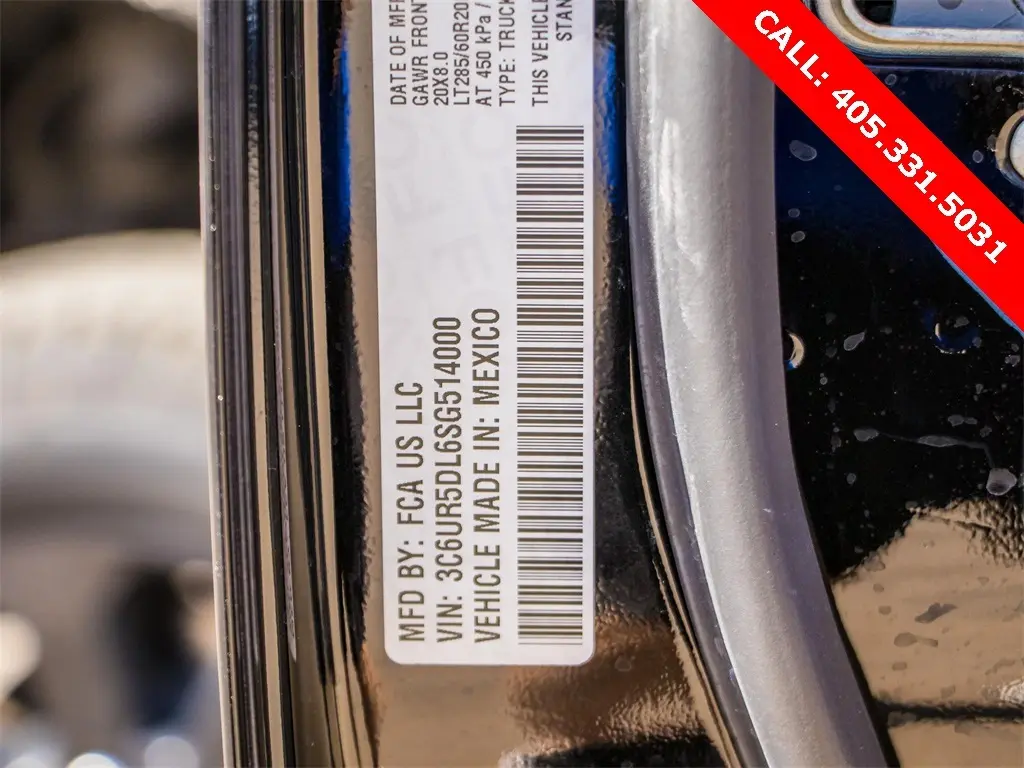 DATE OF MFR
GAWR FRONT
20X8.0
LT285/60R20
AT 450 kPa /
TYPE: TRUCK
THIS VEHICLE
STAN
MFD BY: FCA US LLC
VIN: 3C6UR5DL6SG514000
VEHICLE MADE IN: MEXICO
CALL: 405.331.5031